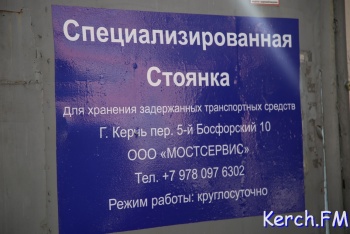 Специализированная
Стоянка
Для хранения задержанных транспортных средств
Г. Керчь пер. 5-й Босфорский 10
ООО «МОСТСЕРВИС»
Тел. +7 978 097 6302
Режим работы: круглосуточно
Kerch.FM